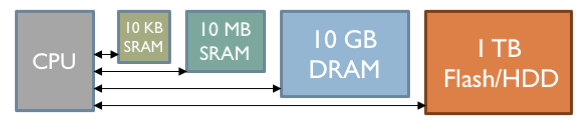 CPU
10 KB
SRAM
10 MB
SRAM
10 GB
DRAM
1 TB
Flash/HDD